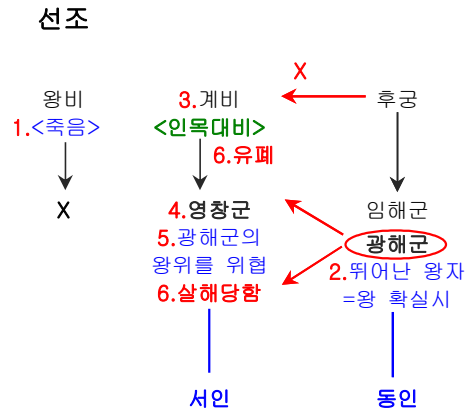 선조
X
왕비
3.계비
후궁
1.<죽음>
<인목대비>
6.유폐
X
4.영창군
임해군
5.광해군의
광해군
왕위를 위협
2.뛰어난 왕자
6.살해당함
=왕 확실시
서인
동인